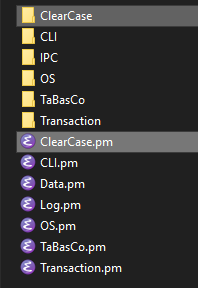 ClearCase
CLI
IPC
OS
TaBasCo
Transaction
ClearCase.pm
CLI.pm
Data.pm
Log.pm
OS.pm
TaBasCo.pm
Transaction.pm